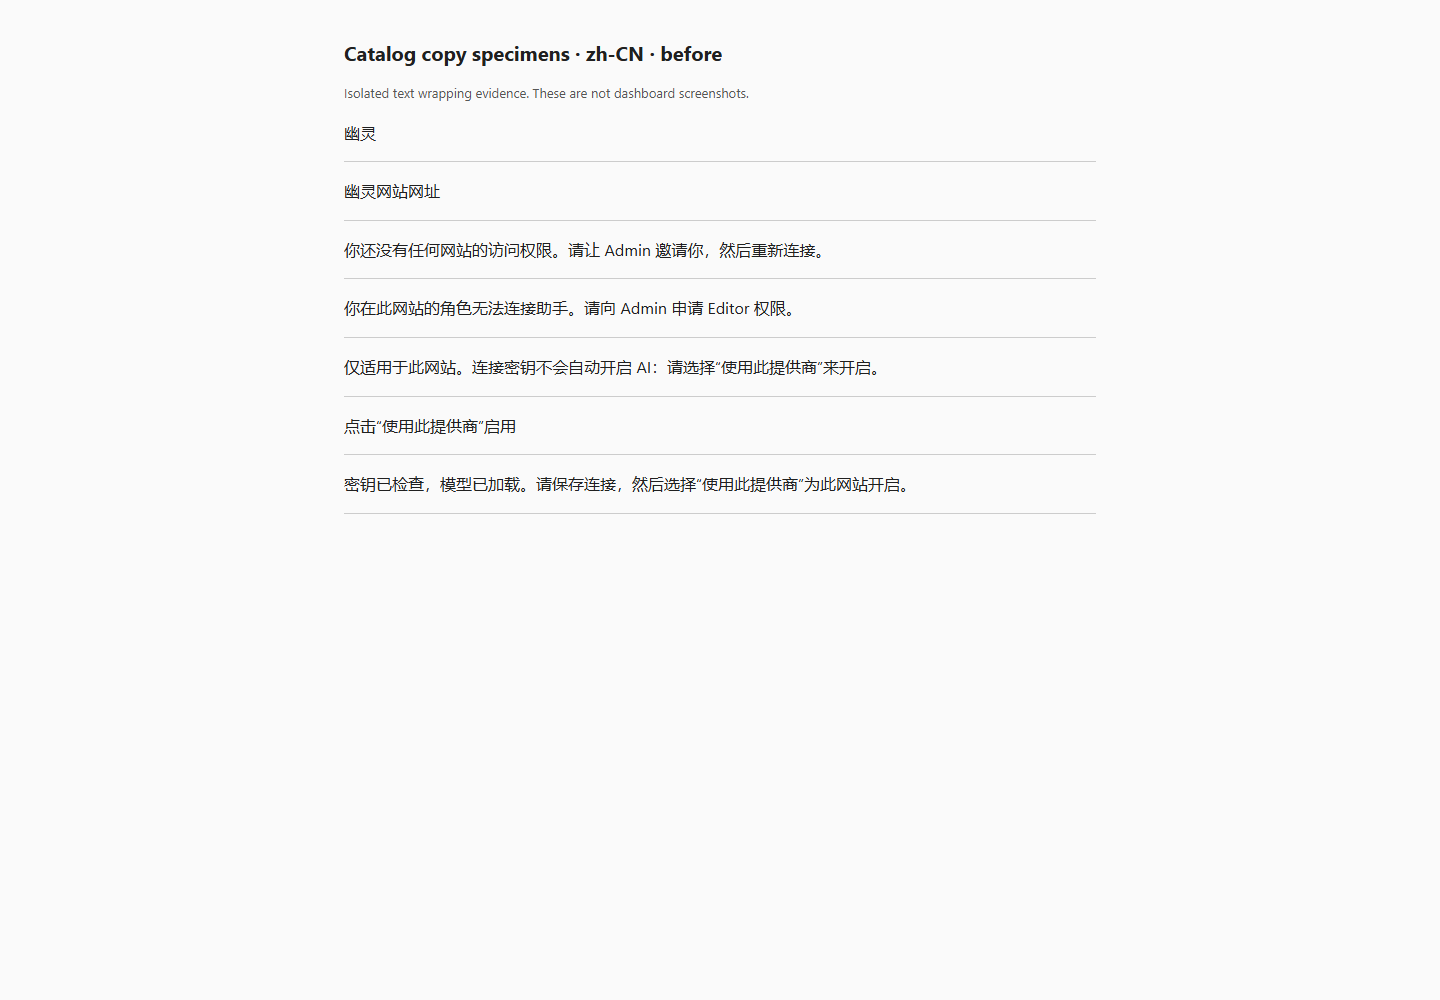 Catalog copy specimens · zh-CN · before
Isolated text wrapping evidence. These are not dashboard screenshots.
幽灵
幽灵网站网址
你还没有任何网站的访问权限。请让 Admin 邀请你，然后重新连接。
你在此网站的角色无法连接助手。请向 Admin 申请 Editor 权限。
仅适用于此网站。连接密钥不会自动开启 AI：请选择“使用此提供商”来开启。
点击“使用此提供商”启用
密钥已检查，模型已加载。请保存连接，然后选择“使用此提供商”为此网站开启。